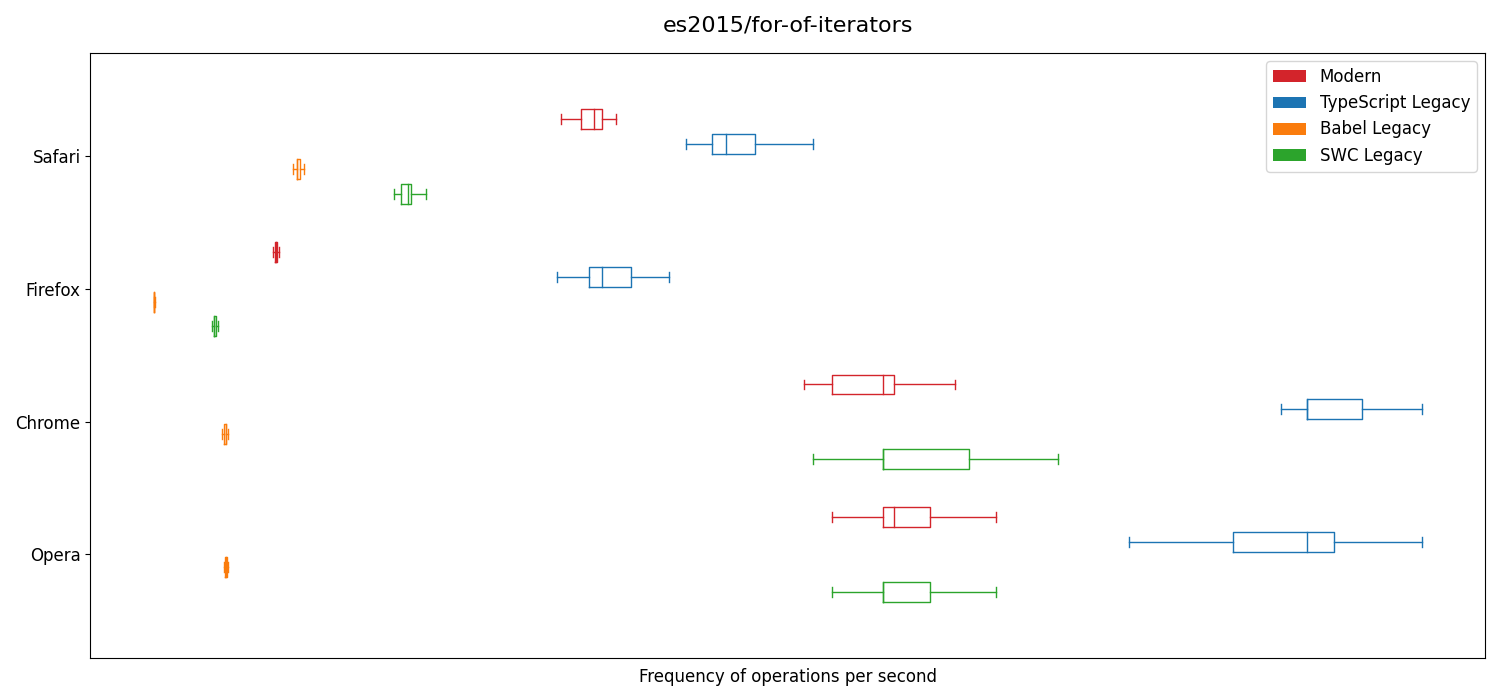 es2015/for-of-iterators
Modern
TypeScript Legacy
Babel Legacy
SWC Legacy
Safari
Firefox
Chrome
Opera
Frequency of operations per second